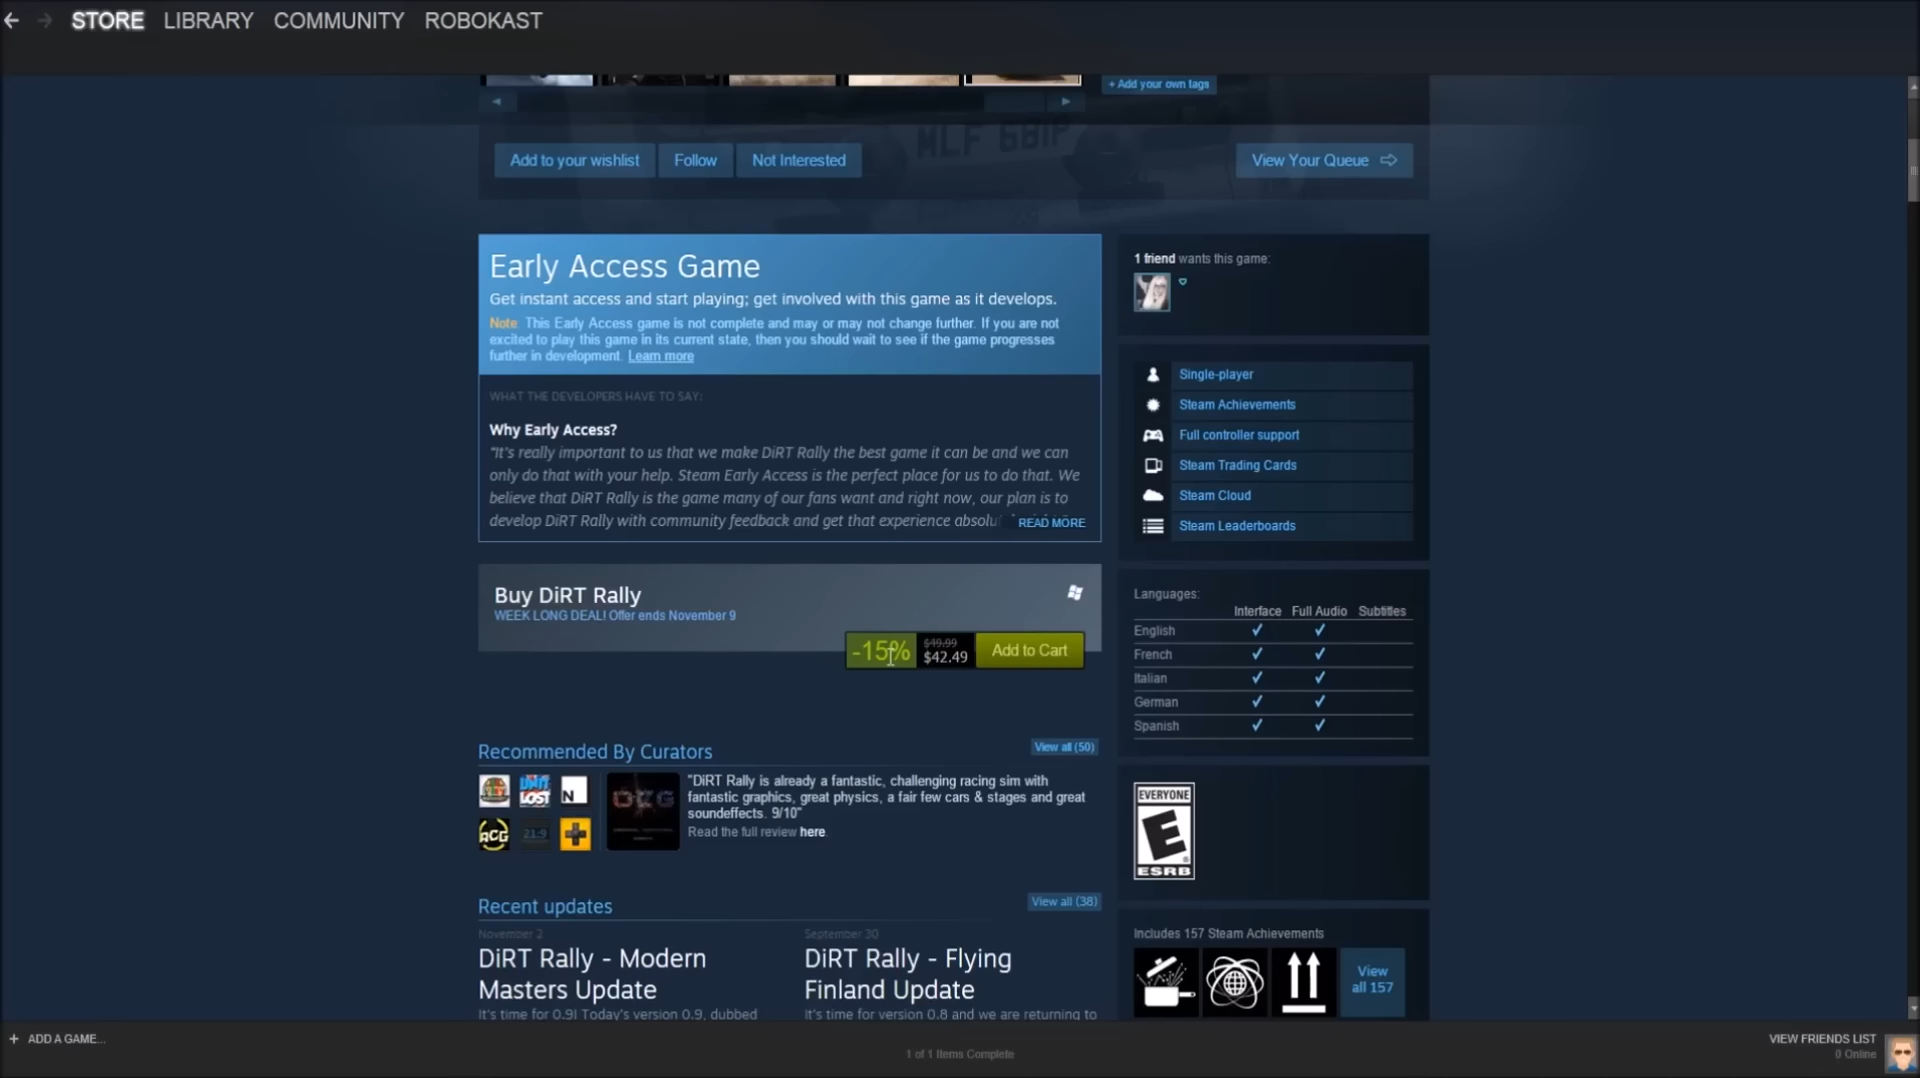 STORE LIBRARY COMMUNITY ROBOKAST
+ Add your own tags
MLF 681P
Add to your wishlist Follow Not Interested View Your Queue
Early Access Game
Get instant access and start playing; get involved with this game as it develops.
Note: This Early Access game is not complete and may or may not change further. If you are not
excited to play this game in its current state, then you should wait to see if the game progresses
further in development. Learn more
WHAT THE DEVELOPERS HAVE TO SAY:
Why Early Access?
"It's really important to us that we make DiRT Rally the best game it can be and we can
only do that with your help. Steam Early Access is the perfect place for us to do that. We
believe that DiRT Rally is the game many of our fans want and right now, our plan is to
develop DiRT Rally with community feedback and get that experience absolu
READ MORE
Buy DiRT Rally
WEEK LONG DEAL! Offer ends November 9
-15% $49.99 $42.49 Add to Cart
Recommended By Curators View all (50)
UNIT LOST
N
ACG
21:9
"DiRT Rally is already a fantastic, challenging racing sim with
fantastic graphics, great physics, a fair few cars & stages and great
soundeffects. 9/10"
Read the full review here.
Recent updates View all (38)
November 2
DiRT Rally - Modern
Masters Update
It's time for 0.9! Today's version 0.9, dubbed
September 30
DiRT Rally - Flying
Finland Update
It's time for version 0.8 and we are returning to
1 friend wants this game:
Single-player
Steam Achievements
Full controller support
Steam Trading Cards
Steam Cloud
Steam Leaderboards
Languages:
Interface Full Audio Subtitles
English
French
Italian
German
Spanish
EVERYONE
E
ESRB
Includes 157 Steam Achievements
View
all 157
+ ADD A GAME...
1 of 1 Items Complete
VIEW FRIENDS LIST
0 Online